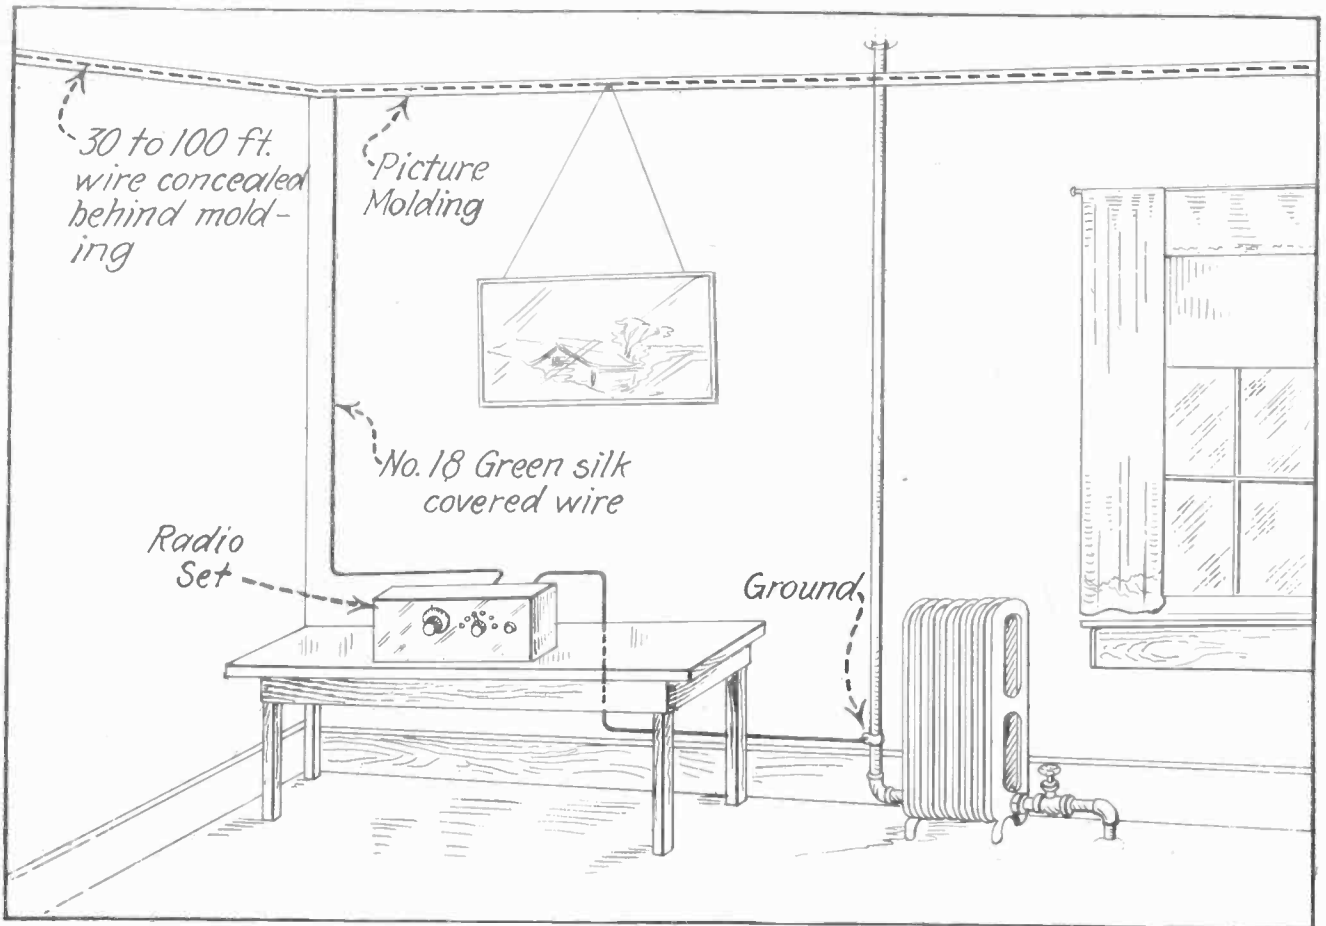 30 to 100 ft.
wire concealed
behind mold-
ing
Picture
Molding
No. 18 Green silk
covered wire
Radio
Set
Ground